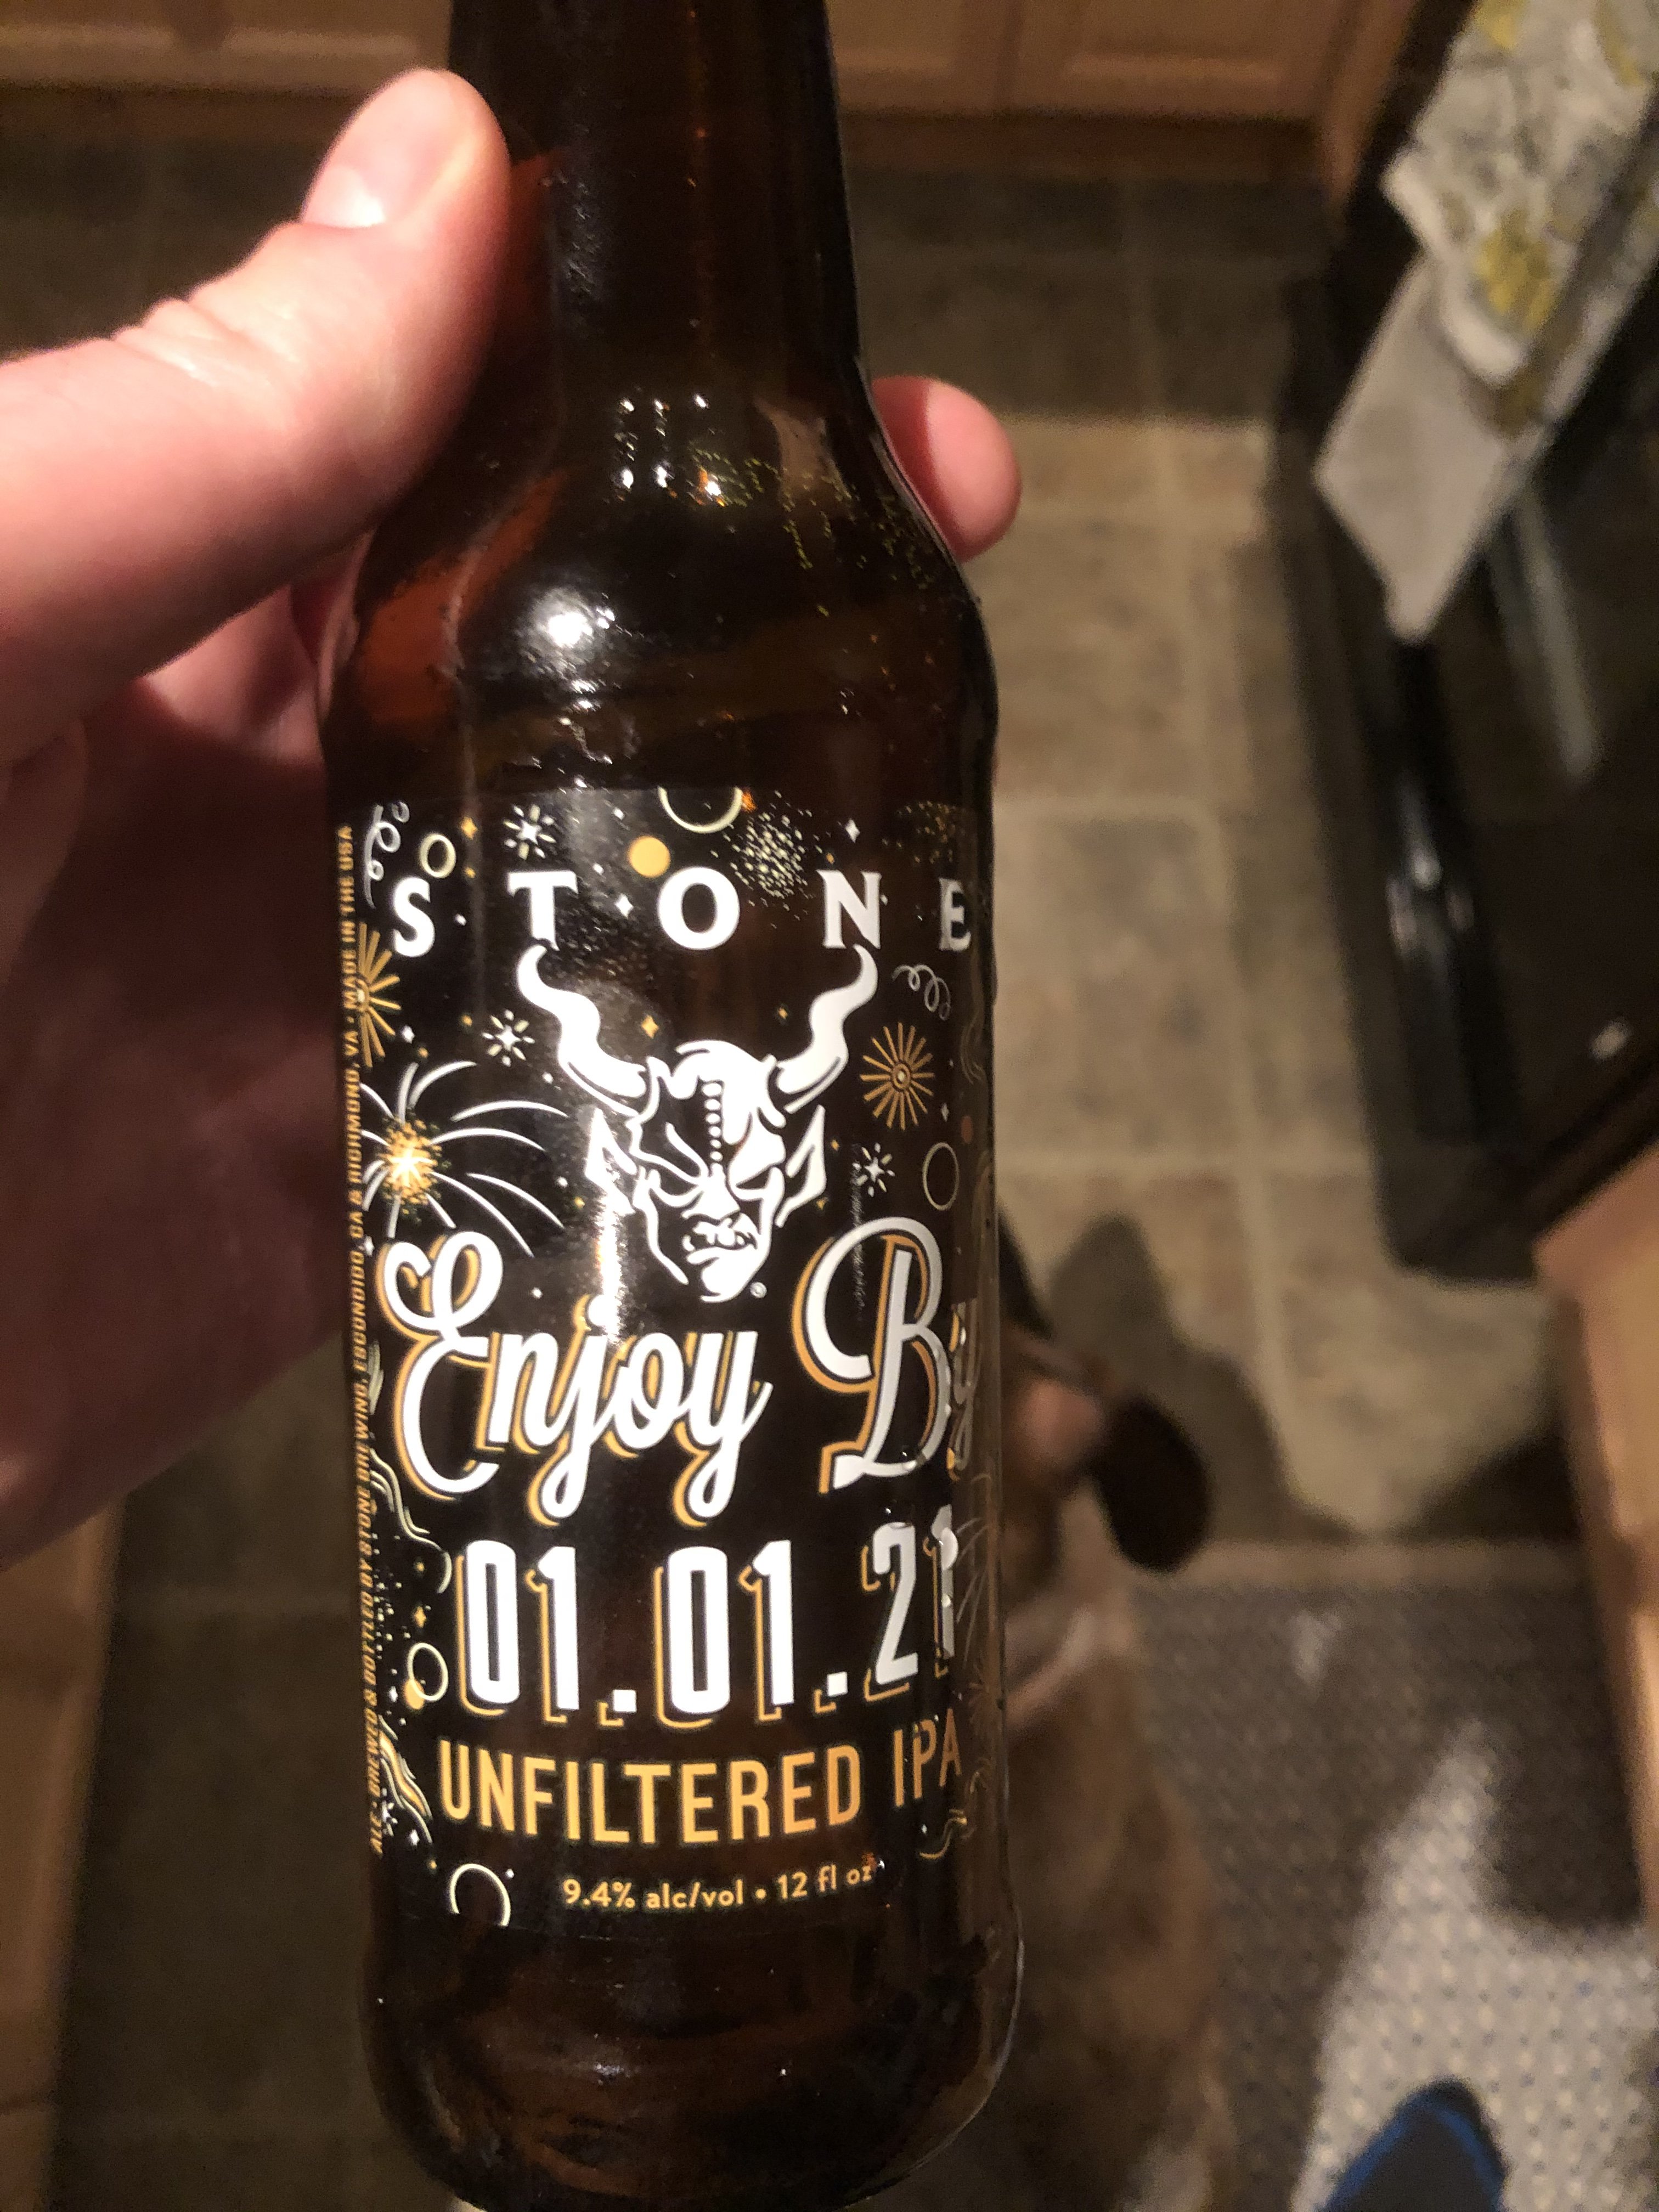 STONE
Enjoy By
01.01.21
UNFILTERED IPA
9.4% alc/vol • 12 fl oz
ALE • BREWED & BOTTLED BY STONE BREWING, ESCONDIDO, CA & RICHMOND, VA • MADE IN THE USA